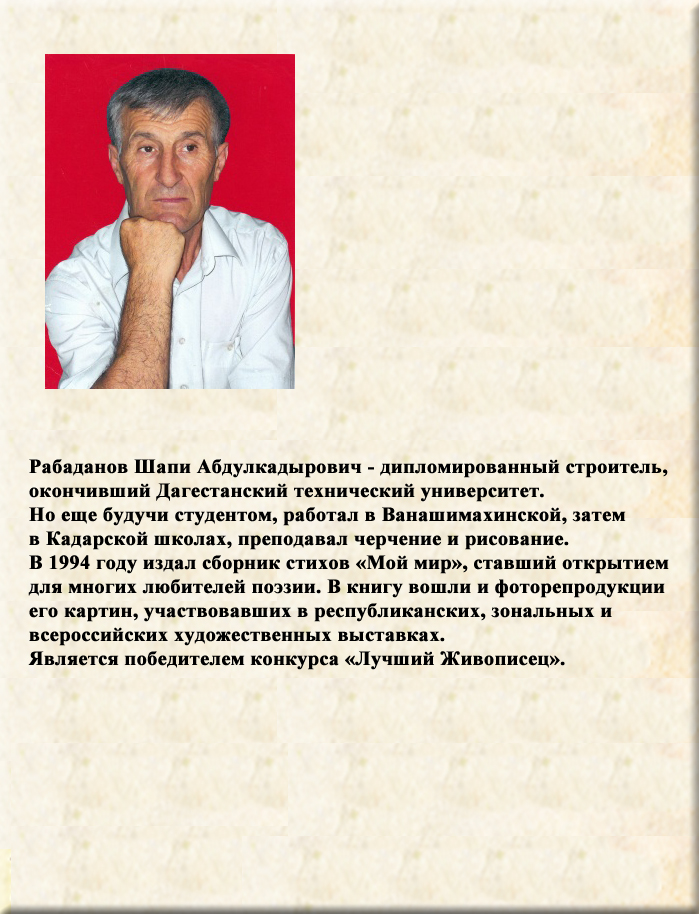 Рабаданов Шапи Абдулкадырович - дипломированный строитель,
окончивший Дагестанский технический университет.
Но еще будучи студентом, работал в Ванашимахинской, затем
в Кадарской школах, преподавал черчение и рисование.
В 1994 году издал сборник стихов «Мой мир», ставший открытием
для многих любителей поэзии. В книгу вошли и фоторепродукции
его картин, участвовавших в республиканских, зональных и
всероссийских художественных выставках.
Является победителем конкурса «Лучший Живописец».